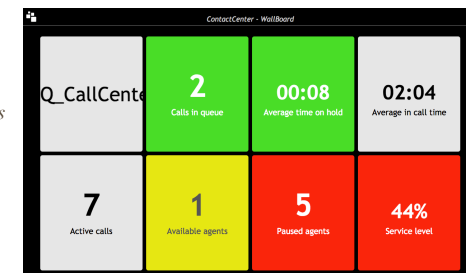 ContactCenter - WallBoard
s
Q_CallCente
2
Calls in queue
00:08
Average time on hold
02:04
Average in call time
7
Active calls
1
Available agents
5
Paused agents
44%
Service level